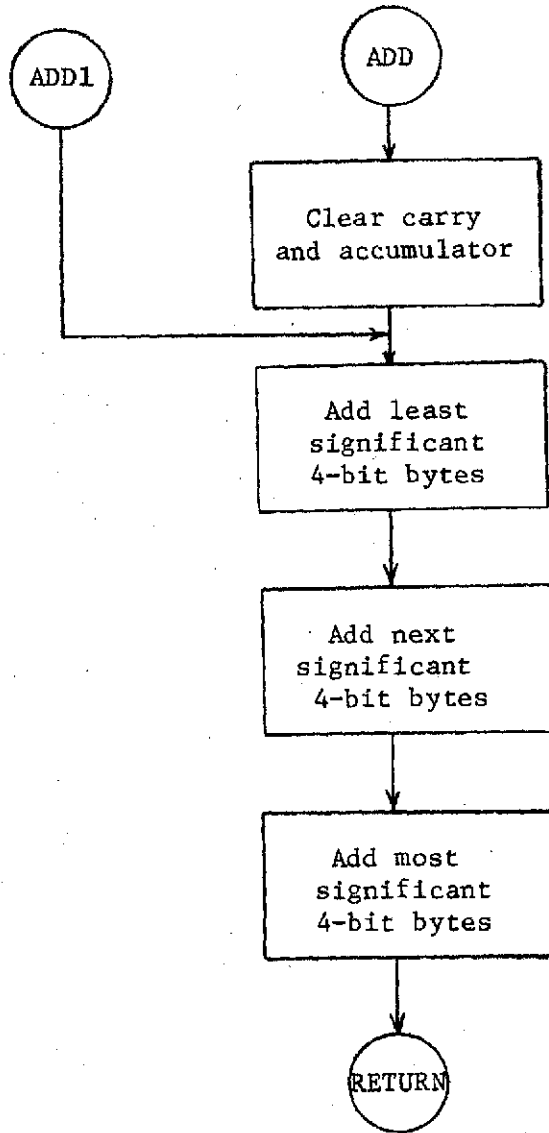 ADD1
ADD
Clear carry
and accumulator
Add least
significant
4-bit bytes
Add next
significant
4-bit bytes
Add most
significant
4-bit bytes
RETURN